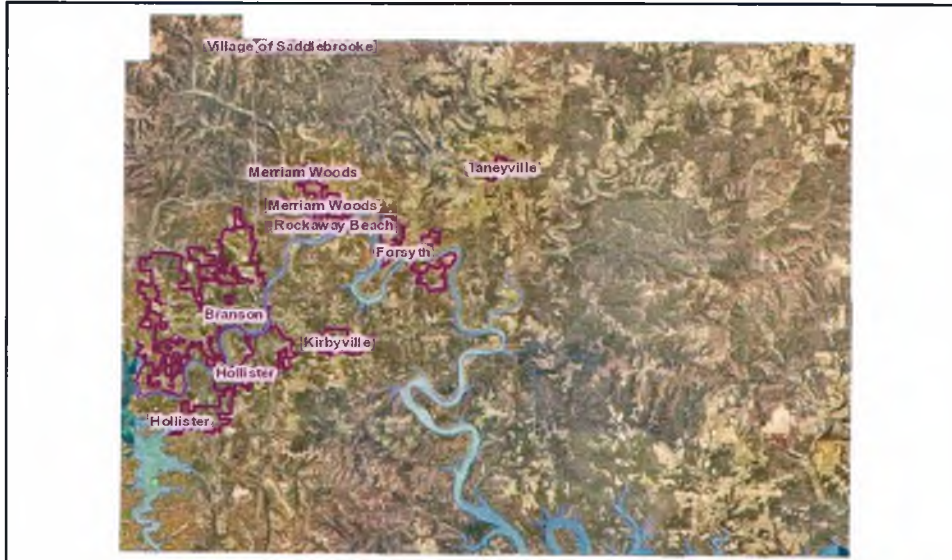 Village of Saddlebrooke
Merriam Woods
Taneyville
Merriam Woods
Rockaway Beach
Forsyth
Branson
Kirbyville
Hollister
Hollister